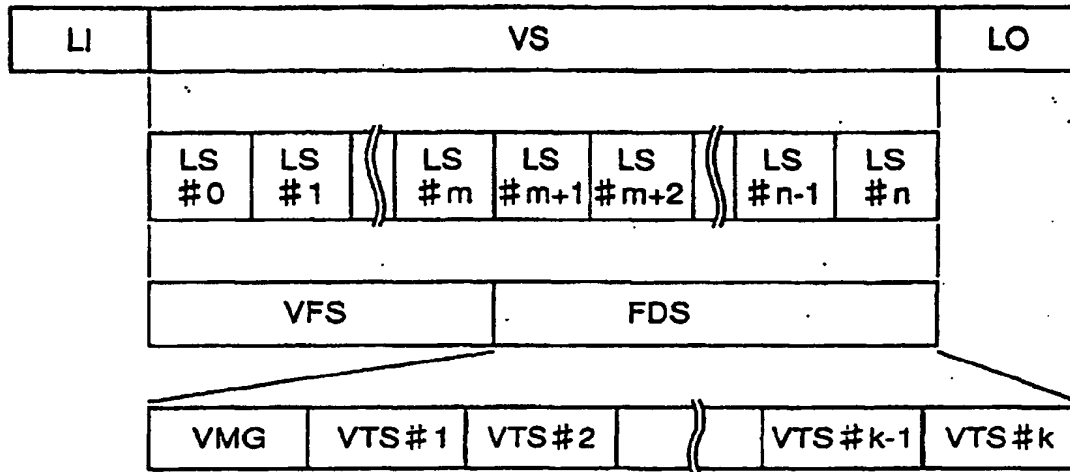 LI VS LO
LS LS LS LS LS LS LS
#0 #1 #m #m+1 #m+2 #n-1 #n
VFS FDS
VMG VTS#1 VTS#2 VTS#k-1 VTS#k